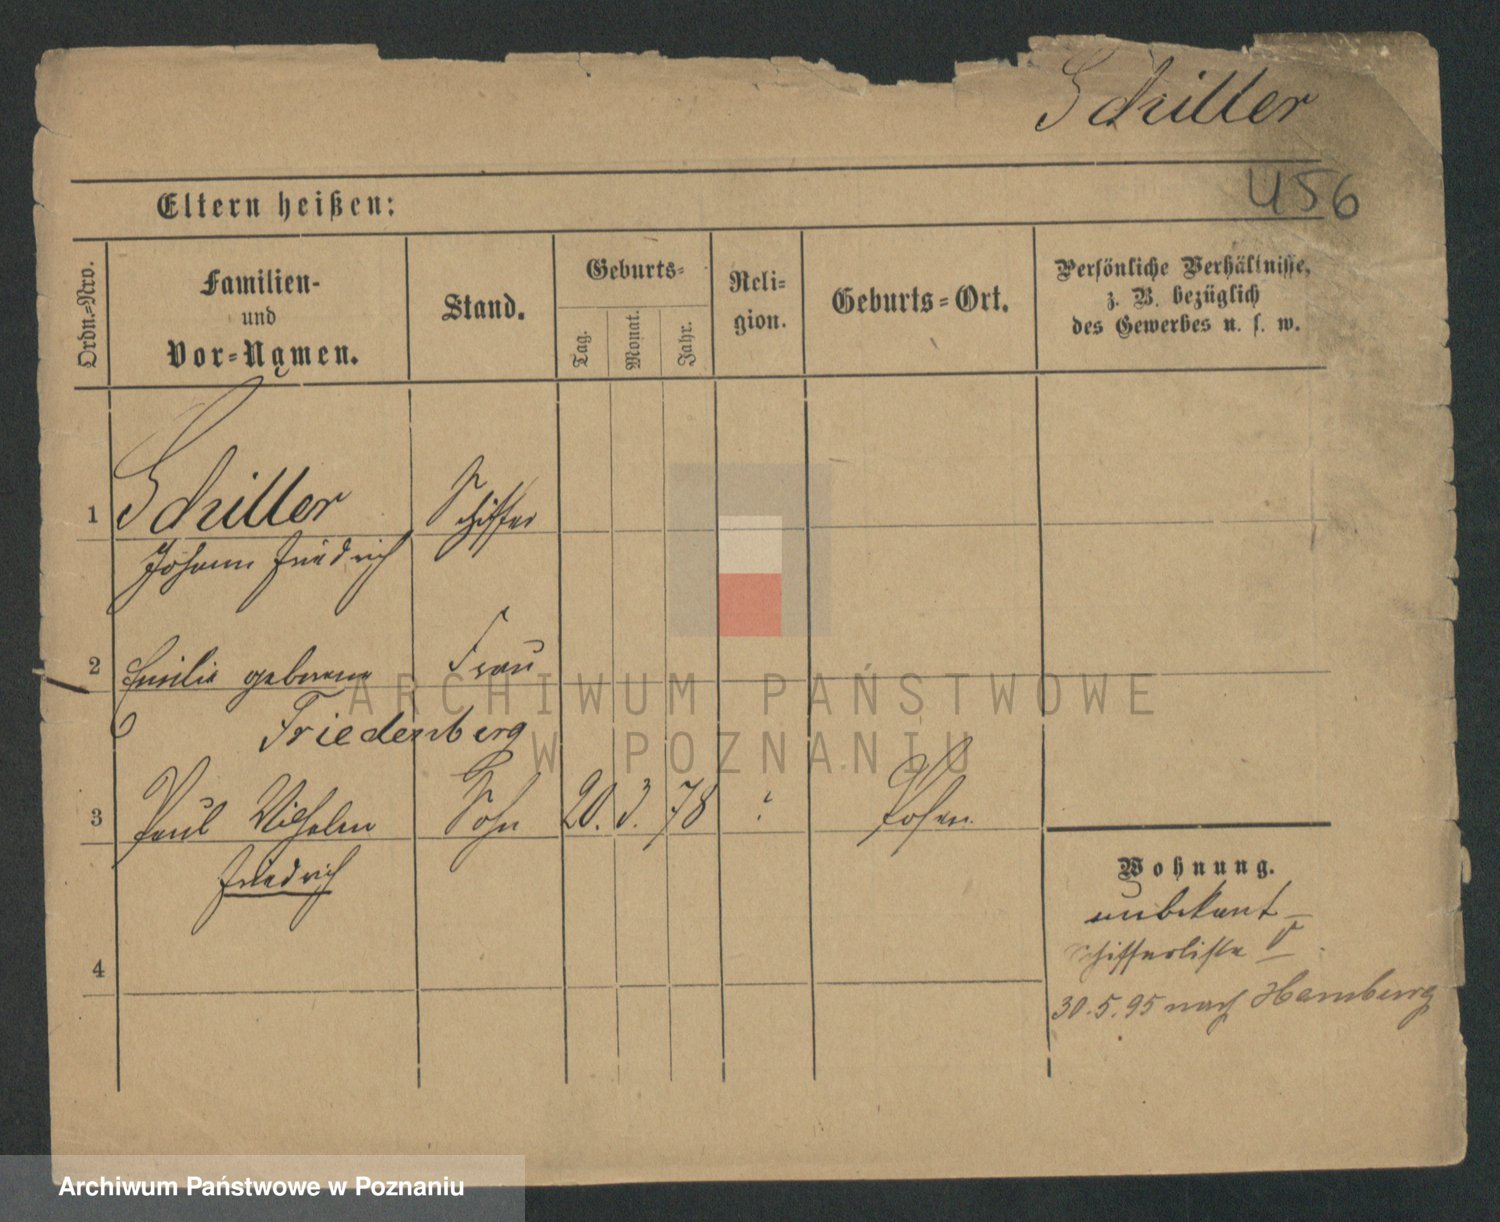 Schiller
Eltern heißen:
456
Ordn.=Nro.
Familien-
und
Vor=Namen.
Stand.
Geburts=
Tag.
Monat.
Jahr.
Reli=
gion.
Geburts=Ort.
Persönliche Verhältnisse,
z. B. bezüglich
des Gewerbes u. s. w.
1 Schiller Schiffer
Johann Friedrich
2 Emilie geborene Frau
Friedenberg
3 Paul Wilhelm Sohn 20. 3. 78 Posen
Friedrich
4
Wohnung.
unbekant
Schifferliste V
30.5.95 nach Hamburg
ARCHIWUM PAŃSTWOWE
W POZNANIU
Archiwum Państwowe w Poznaniu